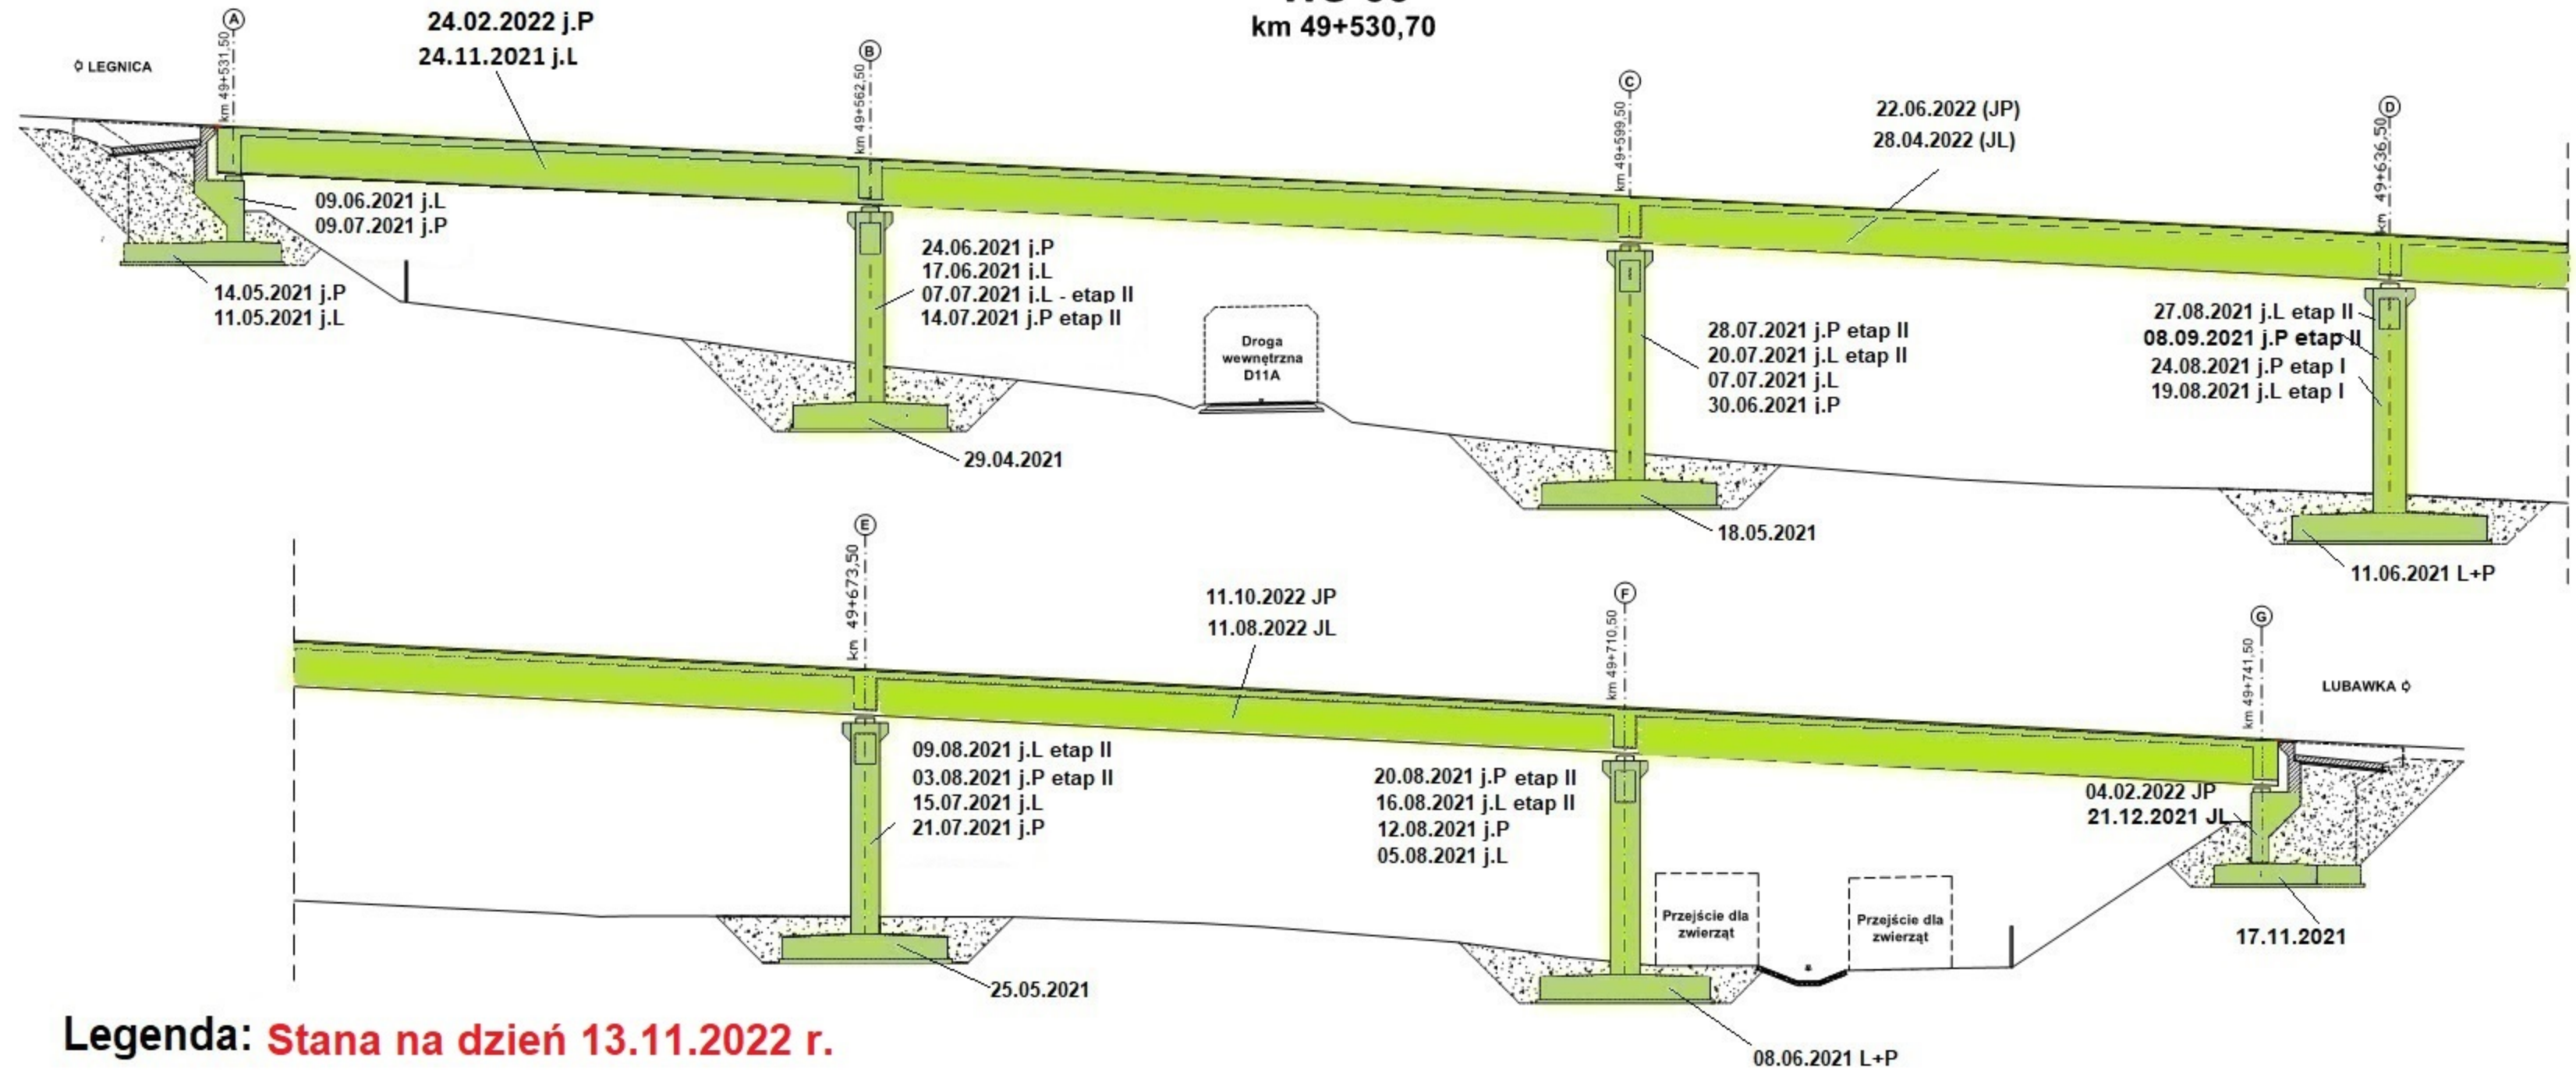 km 49+530,70
LEGNICA
A
km 49+531,50
24.02.2022 j.P
24.11.2021 j.L
B
km 49+562,50
C
km 49+599,50
22.06.2022 (JP)
28.04.2022 (JL)
D
km 49+636,50
09.06.2021 j.L
09.07.2021 j.P
14.05.2021 j.P
11.05.2021 j.L
24.06.2021 j.P
17.06.2021 j.L
07.07.2021 j.L - etap II
14.07.2021 j.P etap II
29.04.2021
Droga
wewnętrzna
D11A
28.07.2021 j.P etap II
20.07.2021 j.L etap II
07.07.2021 j.L
30.06.2021 j.P
18.05.2021
27.08.2021 j.L etap II
08.09.2021 j.P etap II
24.08.2021 j.P etap I
19.08.2021 j.L etap I
11.06.2021 L+P
E
km 49+673,50
11.10.2022 JP
11.08.2022 JL
F
km 49+710,50
G
km 49+741,50
LUBAWKA
09.08.2021 j.L etap II
03.08.2021 j.P etap II
15.07.2021 j.L
21.07.2021 j.P
25.05.2021
20.08.2021 j.P etap II
16.08.2021 j.L etap II
12.08.2021 j.P
05.08.2021 j.L
08.06.2021 L+P
Przejście dla
zwierząt
Przejście dla
zwierząt
04.02.2022 JP
21.12.2021 JL
17.11.2021
Legenda: Stana na dzień 13.11.2022 r.